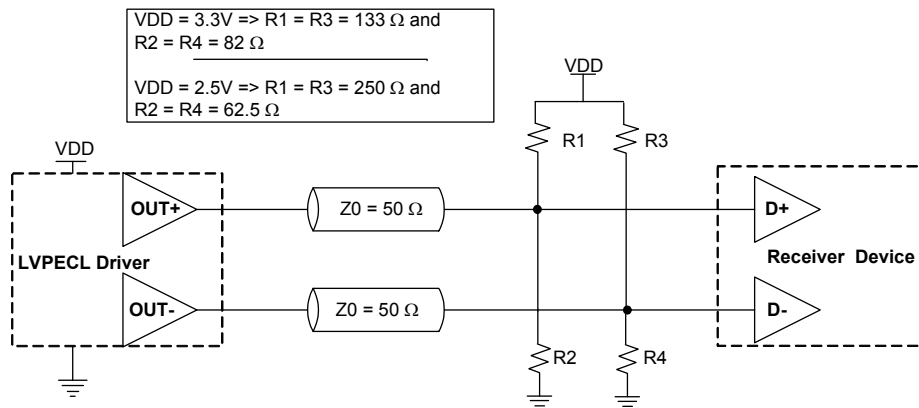 VDD = 3.3V => R1 = R3 = 133 Ω and
R2 = R4 = 82 Ω
VDD = 2.5V => R1 = R3 = 250 Ω and
R2 = R4 = 62.5 Ω
VDD
R1
R3
VDD
OUT+
Z0 = 50 Ω
D+
LVPECL Driver
Receiver Device
OUT-
Z0 = 50 Ω
D-
R2
R4